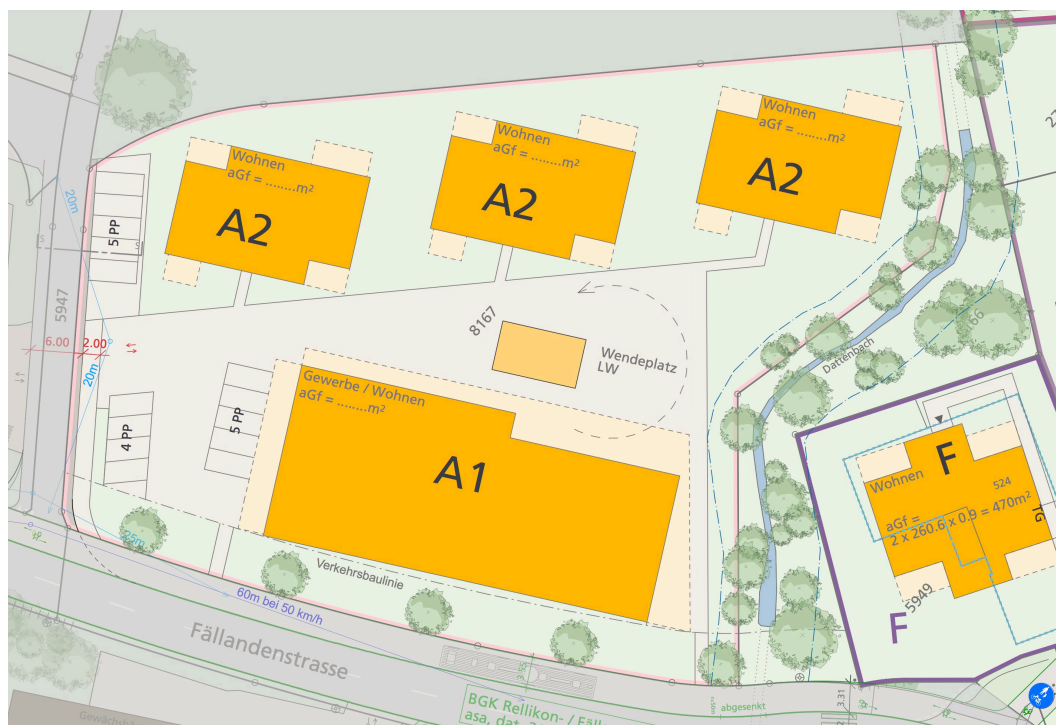 Wohnen
aGf = ........m²
A2
Wohnen
aGf = ........m²
A2
Wohnen
aGf = ........m²
A2
20m
5 PP
S
S
5947
6.00
2.00
20m
8167
Wendeplatz
LW
Dattenbach
Gewerbe / Wohnen
aGf = ........m²
A1
5 PP
4 PP
Wohnen
F
524
aGf =
2 x 260.6 x 0.9 = 470m²
TG
5949
F
25m
Verkehrsbaulinie
60m bei 50 km/h
Fällandenstrasse
3.31
abgesenkt
BGK Rellikon- / Fäll